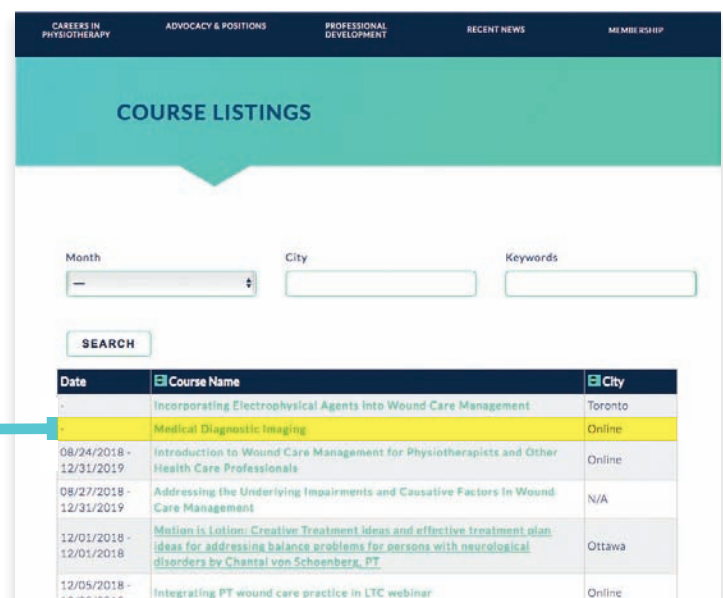 CAREERS IN
PHYSIOTHERAPY
ADVOCACY & POSITIONS
PROFESSIONAL
DEVELOPMENT
RECENT NEWS
MEMBERSHIP
COURSE LISTINGS
Month
City
Keywords
—
SEARCH
Date
Course Name
City
-
Incorporating Electrophysical Agents into Wound Care Management
Toronto
-
Medical Diagnostic Imaging
Online
08/24/2018 -
12/31/2019
Introduction to Wound Care Management for Physiotherapists and Other
Health Care Professionals
Online
08/27/2018 -
12/31/2019
Addressing the Underlying Impairments and Causative Factors in Wound
Care Management
N/A
12/01/2018 -
12/01/2018
Motion is Lotion: Creative Treatment ideas and effective treatment plan
ideas for addressing balance problems for persons with neurological
disorders by Chantal von Schoenberg, PT
Ottawa
12/05/2018 -
Integrating PT wound care practice in LTC webinar
Online